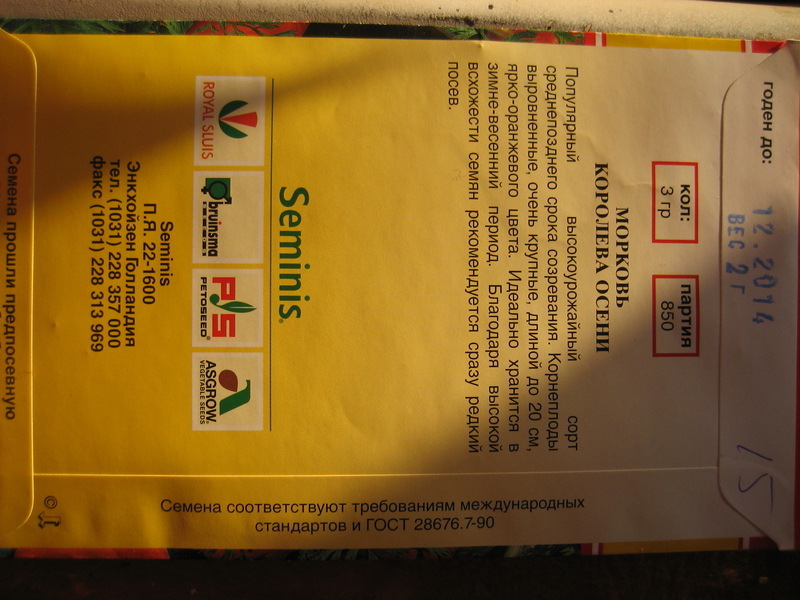 годен до:
12.2014
ВЕС 2 г
15
кол:
3 гр
партия
850
МОРКОВЬ
КОРОЛЕВА ОСЕНИ
Популярный высокоурожайный сорт
среднепозднего срока созревания. Корнеплоды
выровненные, очень крупные, длиной до 20 см,
ярко-оранжевого цвета. Идеально хранится в
зимне-весенний период. Благодаря высокой
всхожести семян рекомендуется сразу редкий
посев.
Seminis®
ROYAL SLUIS
bruinsma
PS
PETOSEED®
ASGROW®
VEGETABLE SEEDS
Seminis
П.Я. 22-1600
Энкхойзен Голландия
тел. (1031) 228 357 000
факс (1031) 228 313 969
Семена прошли предпосевную
Семена соответствуют требованиям международных
стандартов и ГОСТ 28676.7-90
©